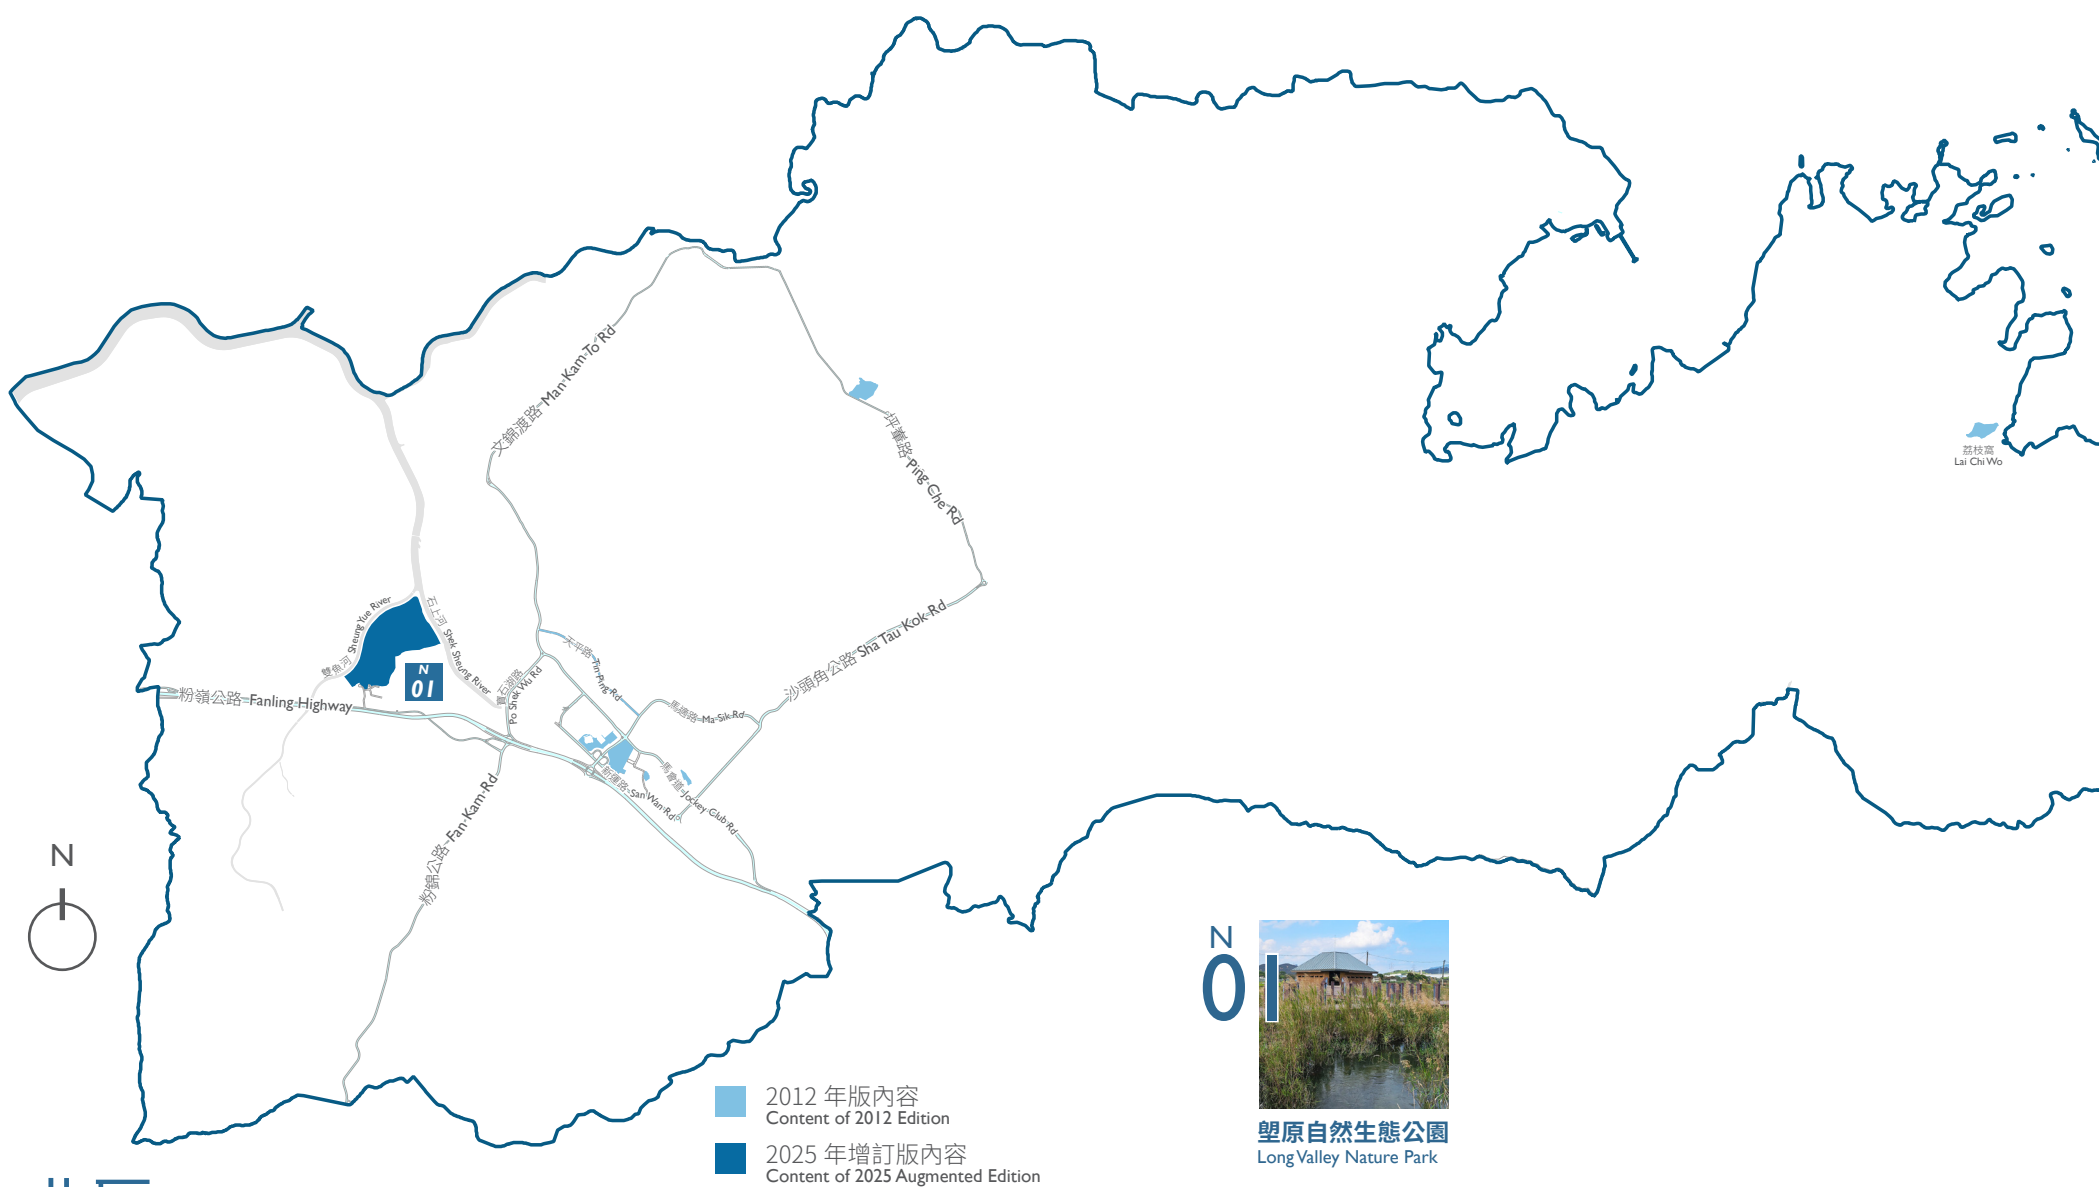 文錦渡路 Man Kam To Rd
坪輋路 Ping Che Rd
荔枝窩
Lai Chi Wo
雙魚河 Sheung Yue River
石上河 Shek Sheung River
N
01
粉嶺公路 Fanling Highway
寶石湖路
Po Shek Wu Rd
天平路 Tin Ping Rd
馬適路 Ma Sik Rd
沙頭角公路 Sha Tau Kok Rd
新運路 San Wan Rd
馬會道 Jockey Club Rd
粉錦公路 Fan Kam Rd
N
2012 年版內容
Content of 2012 Edition
2025 年增訂版內容
Content of 2025 Augmented Edition
N
01
塱原自然生態公園
Long Valley Nature Park